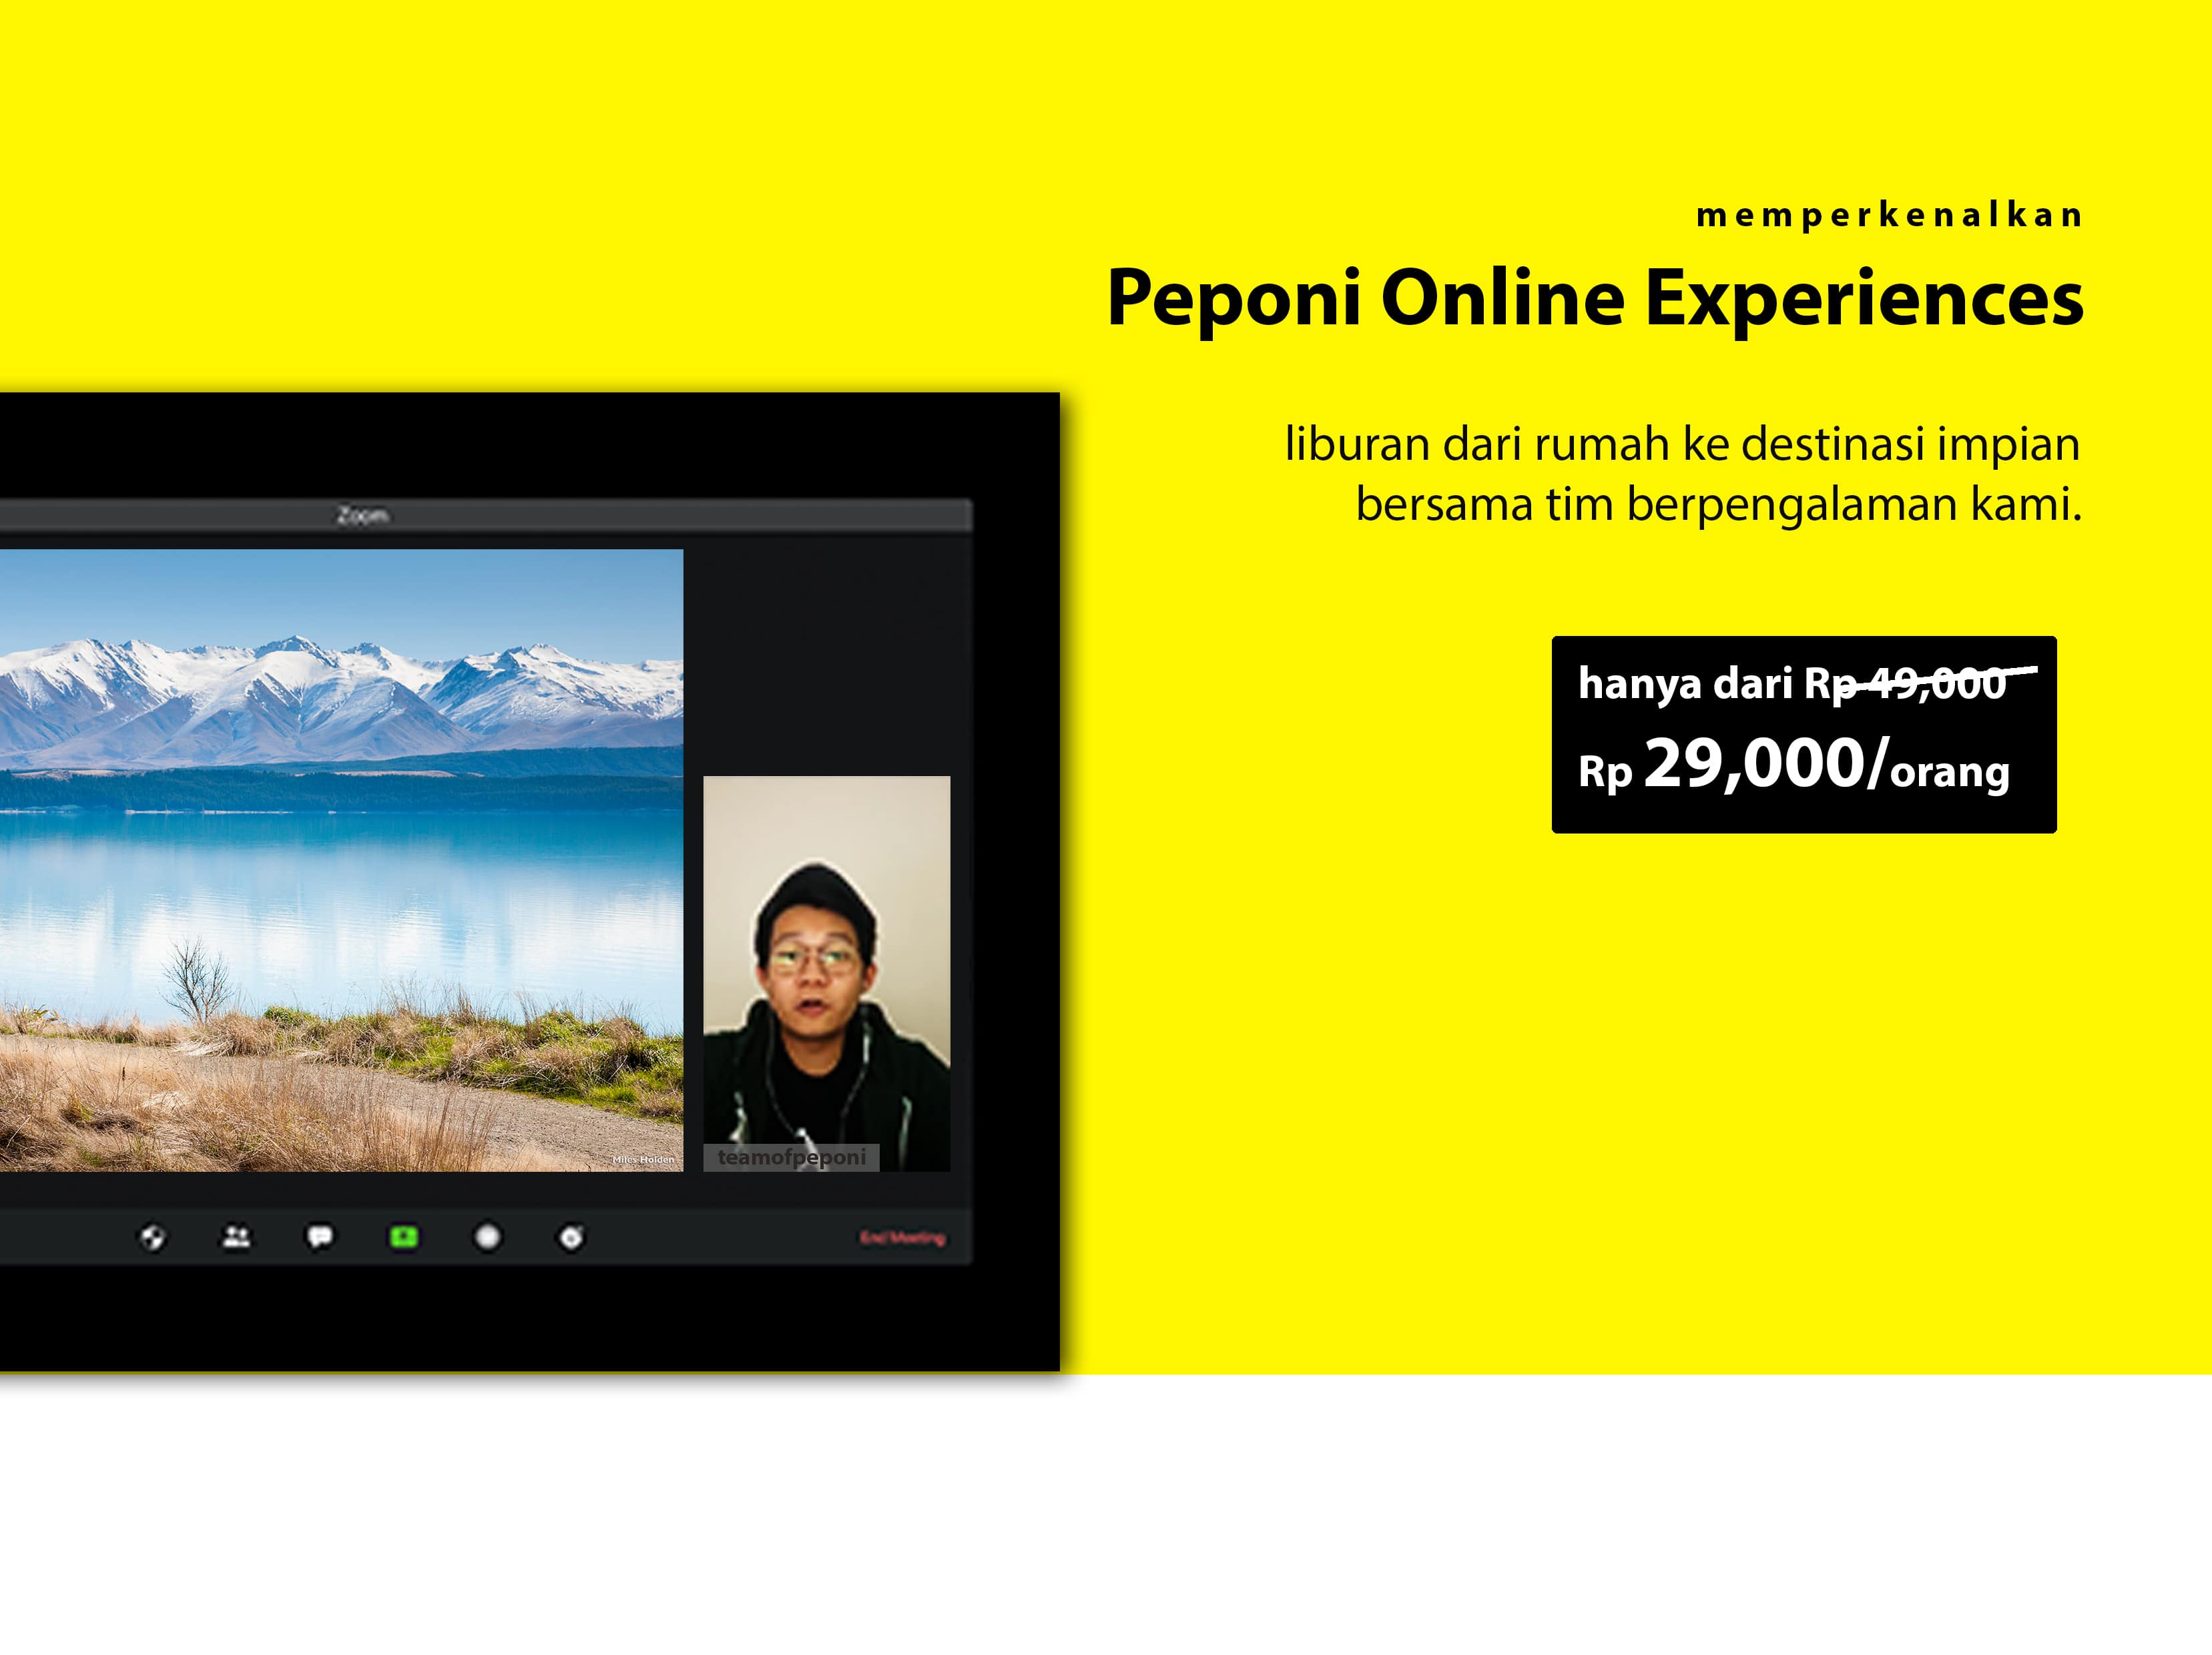 memperkenalkan
Peponi Online Experiences
liburan dari rumah ke destinasi impian
bersama tim berpengalaman kami.
hanya dari Rp 49,000
Rp 29,000/orang
Zoom
Miles Holden
teamofpeponi
End Meeting